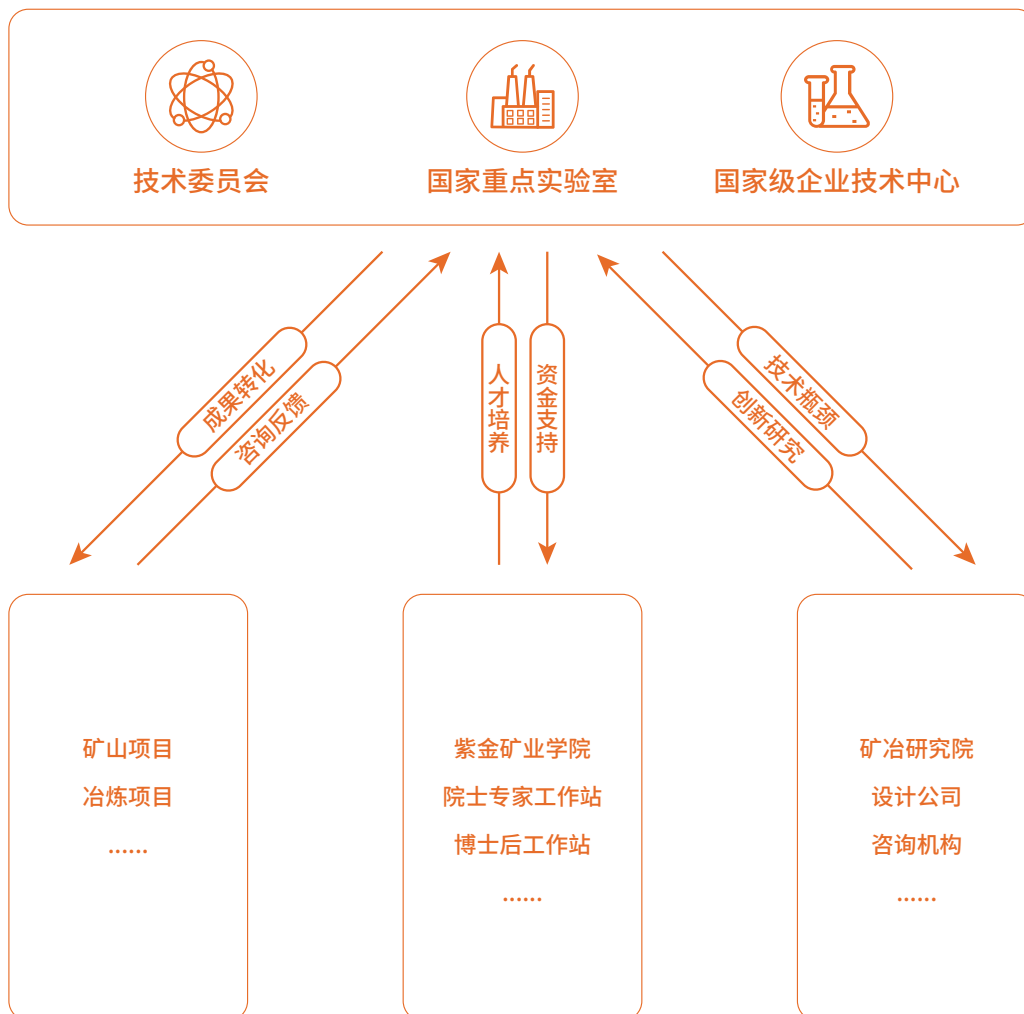 技术委员会
国家重点实验室
国家级企业技术中心
成果转化
咨询反馈
人才培养
资金支持
创新研究
技术瓶颈
矿山项目
冶炼项目
……
紫金矿业学院
院士专家工作站
博士后工作站
……
矿冶研究院
设计公司
咨询机构
……